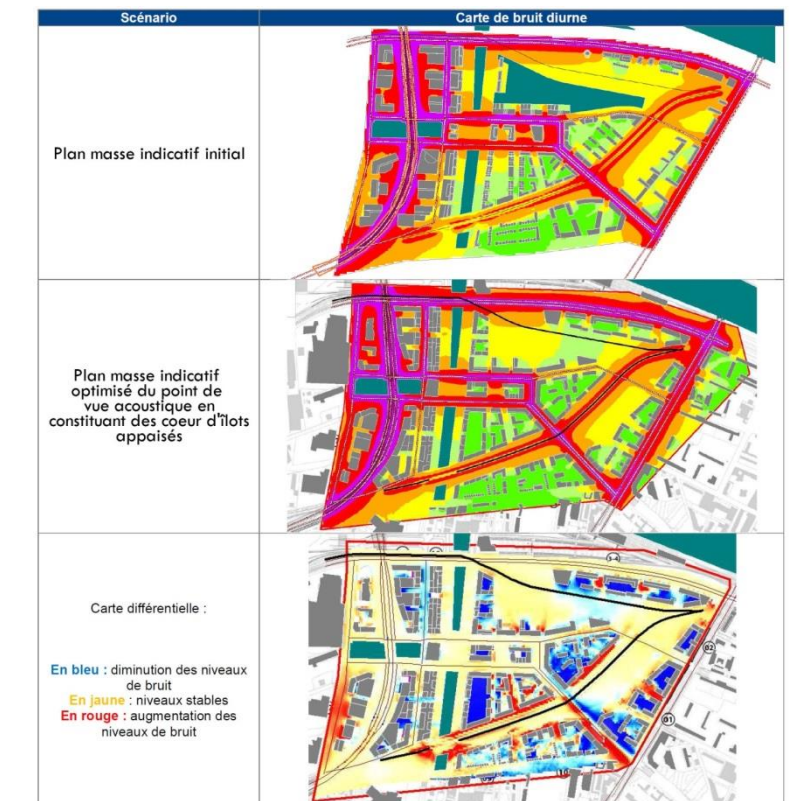 Scénario
Carte de bruit diurne
Plan masse indicatif initial
Plan masse indicatif
optimisé du point de
vue acoustique en
constituant des coeur d'îlots
appaisés
Carte différentielle :
En bleu : diminution des niveaux
de bruit
En jaune : niveaux stables
En rouge : augmentation des
niveaux de bruit
02
01